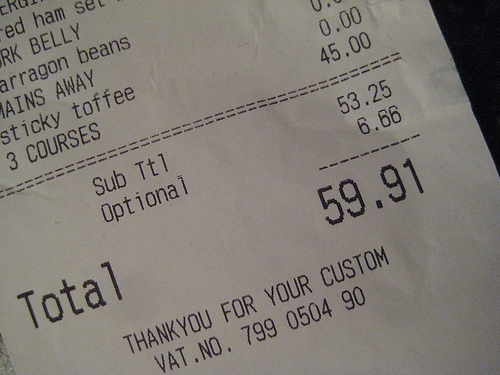 red ham set
RK BELLY
arragon beans 0.00
MAINS AWAY 45.00
sticky toffee
3 COURSES
Sub Ttl 53.25
Optional 6.66
Total 59.91
THANKYOU FOR YOUR CUSTOM
VAT.NO. 799 0504 90